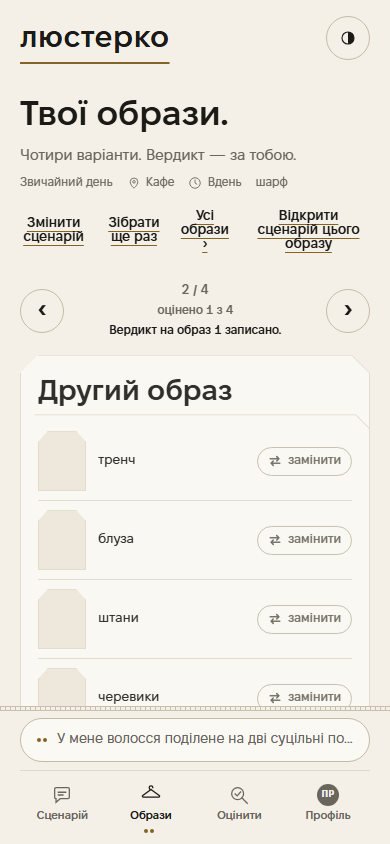 люстерко
Твої образи.
Чотири варіанти. Вердикт — за тобою.
Звичайний день Кафе Вдень шарф
Змінити
сценарій
Зібрати
ще раз
Усі
образи
›
Відкрити
сценарій цього
образу
‹
2 / 4
оцінено 1 з 4
Вердикт на образ 1 записано.
›
Другий образ
тренч замінити
блуза замінити
штани замінити
черевики замінити
У мене волосся поділене на дві суцільні по…
Сценарій Образи Оцінити ПР Профіль